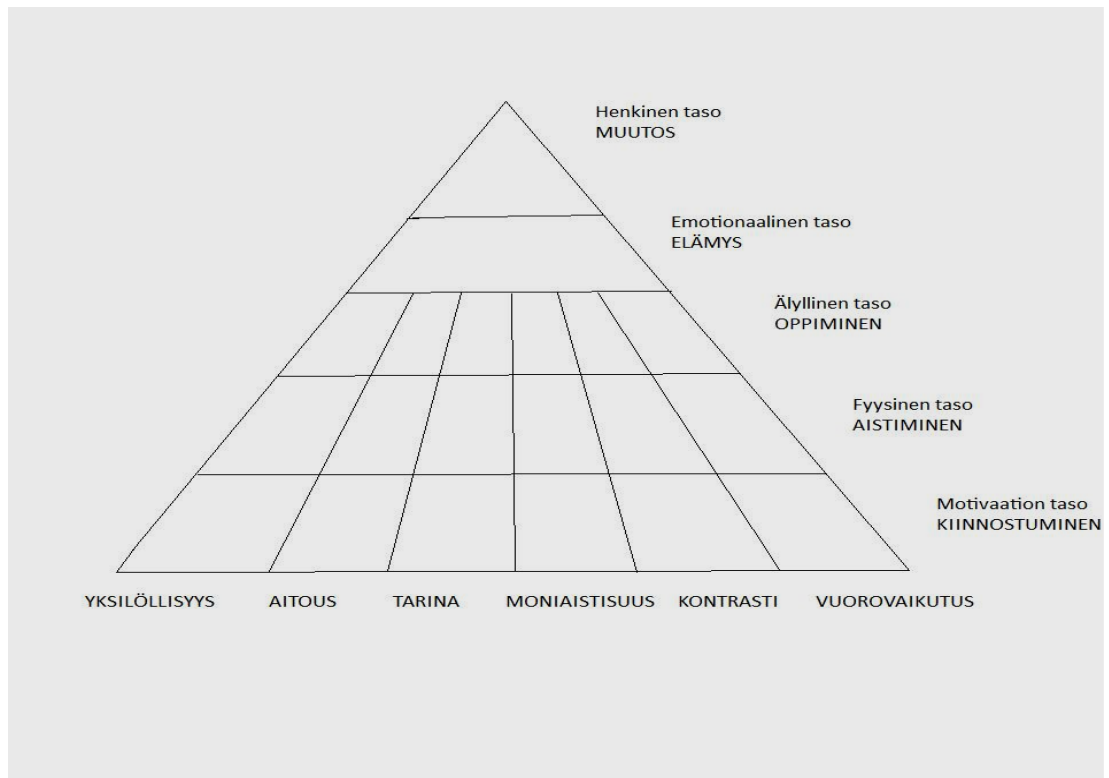 Henkinen taso
MUUTOS
Emotionaalinen taso
ELÄMYS
Älyllinen taso
OPPIMINEN
Fyysinen taso
AISTIMINEN
Motivaation taso
KIINNOSTUMINEN
YKSILÖLLISYYS AITOUS TARINA MONIAISTISUUS KONTRASTI VUOROVAIKUTUS